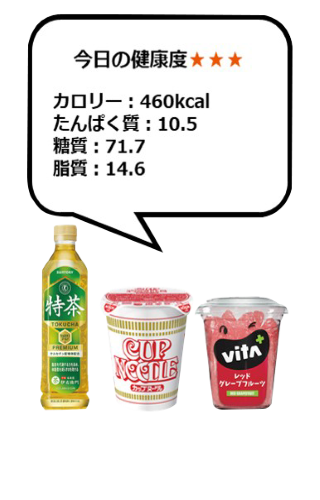 今日の健康度★★★
カロリー：460kcal
たんぱく質：10.5
糖質：71.7
脂質：14.6
SUNTORY
特茶
TOKUCHA
PREMIUM
CUP
NOODLE
カップヌードル
vita+
レッド
グレープフルーツ